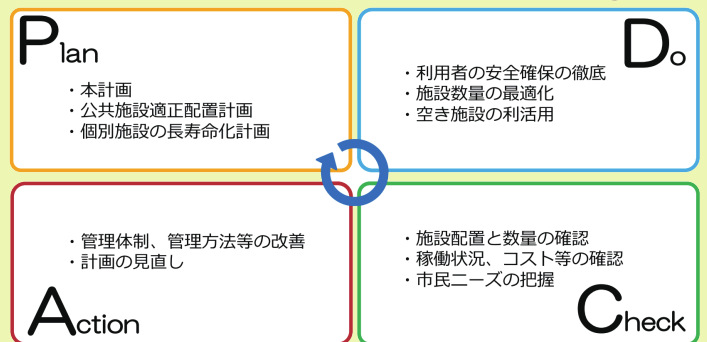 Plan
・本計画
・公共施設適正配置計画
・個別施設の長寿命化計画
Do
・利用者の安全確保の徹底
・施設数量の最適化
・空き施設の利活用
・管理体制、管理方法等の改善
・計画の見直し
Action
・施設配置と数量の確認
・稼働状況、コスト等の確認
・市民ニーズの把握
Check